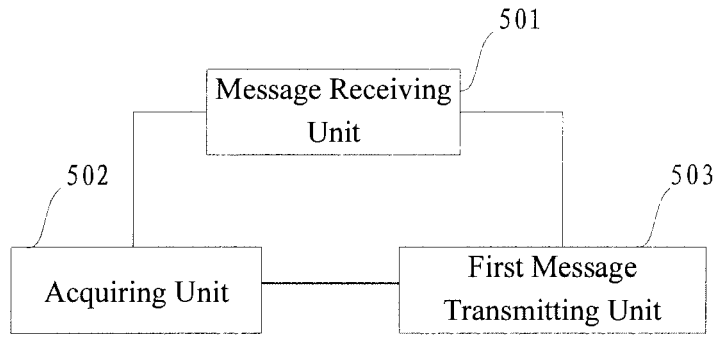 501
Message Receiving
Unit
502
503
Acquiring Unit
First Message
Transmitting Unit